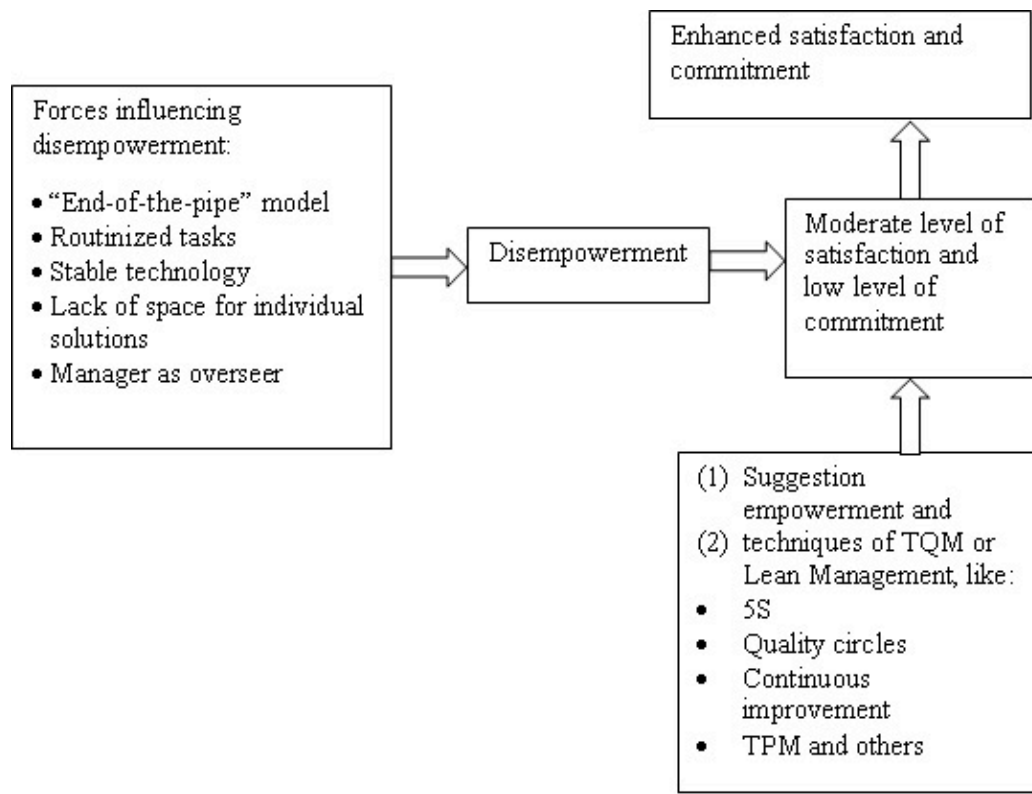 Enhanced satisfaction and
commitment
Forces influencing
disempowerment:
• “End-of-the-pipe” model
• Routinized tasks
• Stable technology
• Lack of space for individual
solutions
• Manager as overseer
Disempowerment
Moderate level of
satisfaction and
low level of
commitment
(1) Suggestion
empowerment and
(2) techniques of TQM or
Lean Management, like:
• 5S
• Quality circles
• Continuous
improvement
• TPM and others